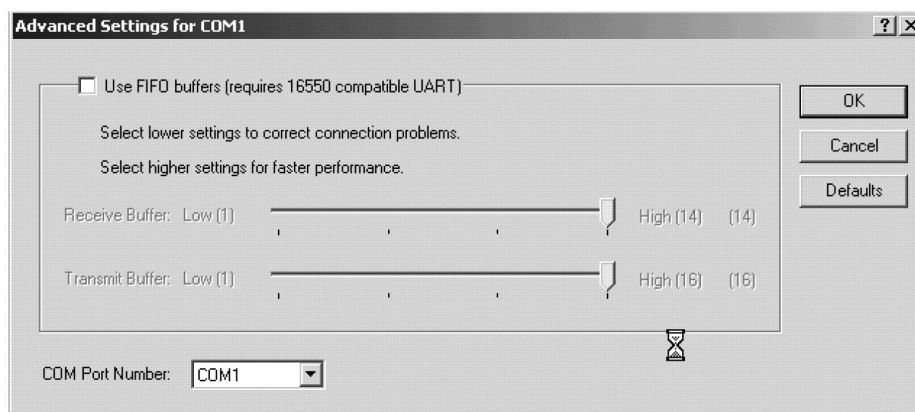 Advanced Settings for COM1
Use FIFO buffers (requires 16550 compatible UART)
OK
Select lower settings to correct connection problems.
Cancel
Select higher settings for faster performance.
Defaults
Receive Buffer: Low (1) High (14) (14)
Transmit Buffer: Low (1) High (16) (16)
COM Port Number: COM1